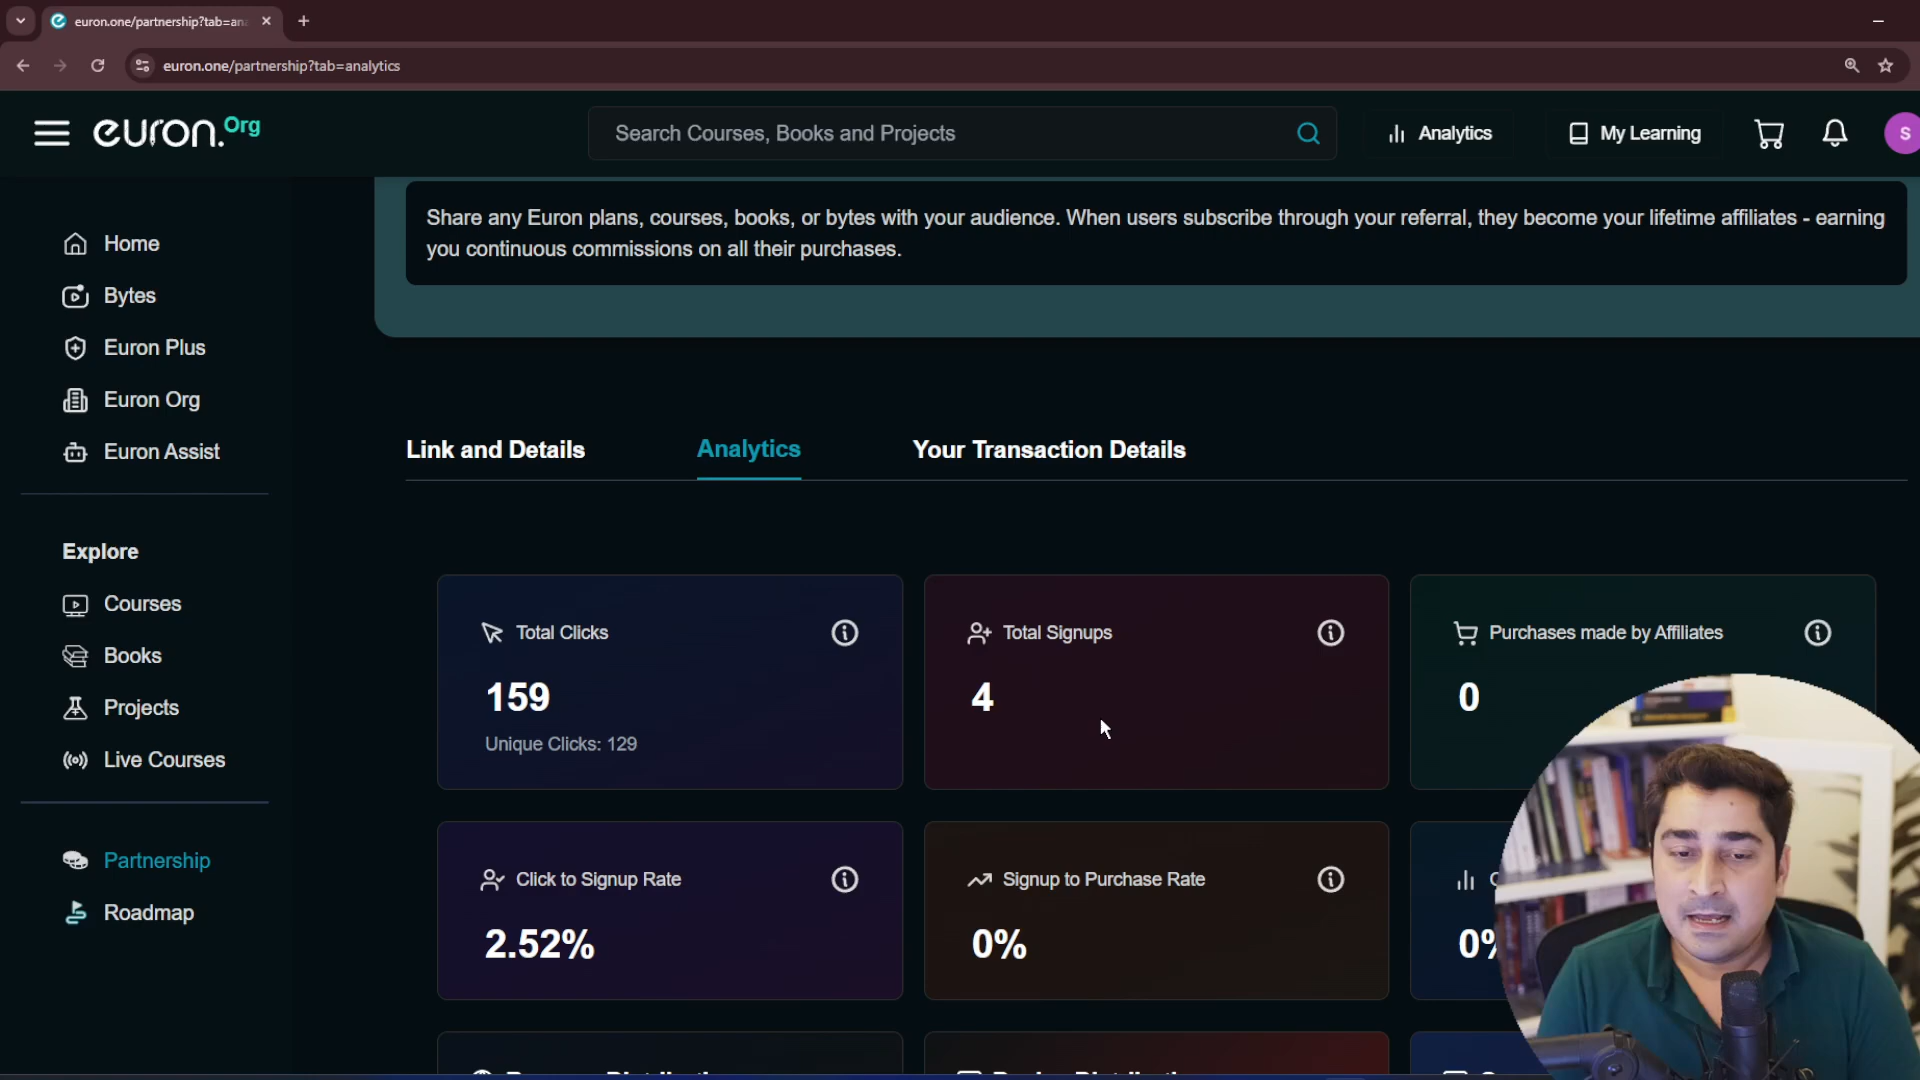 euron.one/partnership?tab=an
euron.one/partnership?tab=analytics
euron.Org
Search Courses, Books and Projects
Analytics
My Learning
S
Home
Bytes
Euron Plus
Euron Org
Euron Assist
Explore
Courses
Books
Projects
Live Courses
Partnership
Roadmap
Share any Euron plans, courses, books, or bytes with your audience. When users subscribe through your referral, they become your lifetime affiliates - earning
you continuous commissions on all their purchases.
Link and Details
Analytics
Your Transaction Details
Total Clicks
159
Unique Clicks: 129
Total Signups
4
Purchases made by Affiliates
0
Click to Signup Rate
2.52%
Signup to Purchase Rate
0%
0%